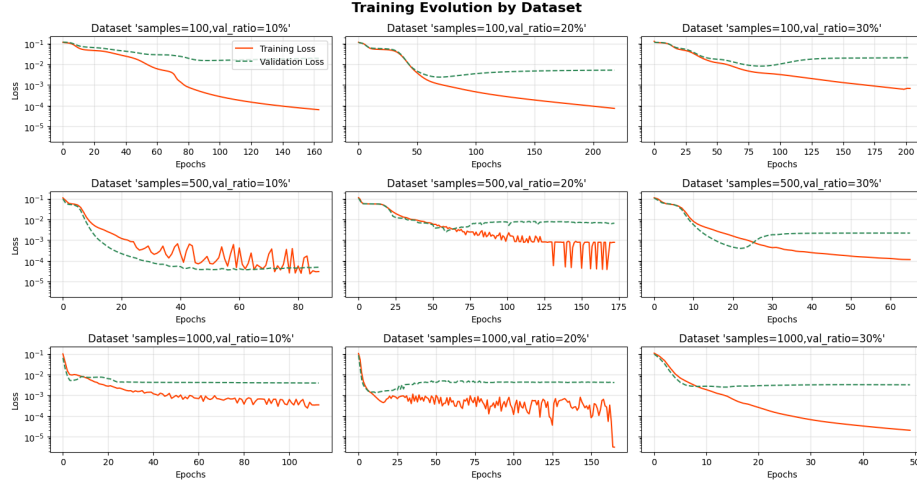 Training Evolution by Dataset
Dataset 'samples=100,val_ratio=10%'
Dataset 'samples=100,val_ratio=20%'
Dataset 'samples=100,val_ratio=30%'
Training Loss
Validation Loss
Loss
10⁻¹
10⁻²
10⁻³
10⁻⁴
10⁻⁵
0 20 40 60 80 100 120 140 160
0 50 100 150 200
0 25 50 75 100 125 150 175 200
Epochs
Epochs
Epochs
Dataset 'samples=500,val_ratio=10%'
Dataset 'samples=500,val_ratio=20%'
Dataset 'samples=500,val_ratio=30%'
Loss
10⁻¹
10⁻²
10⁻³
10⁻⁴
10⁻⁵
0 20 40 60 80
0 25 50 75 100 125 150 175
0 10 20 30 40 50 60
Epochs
Epochs
Epochs
Dataset 'samples=1000,val_ratio=10%'
Dataset 'samples=1000,val_ratio=20%'
Dataset 'samples=1000,val_ratio=30%'
Loss
10⁻¹
10⁻²
10⁻³
10⁻⁴
10⁻⁵
0 20 40 60 80 100
0 25 50 75 100 125 150
0 10 20 30 40 50
Epochs
Epochs
Epochs